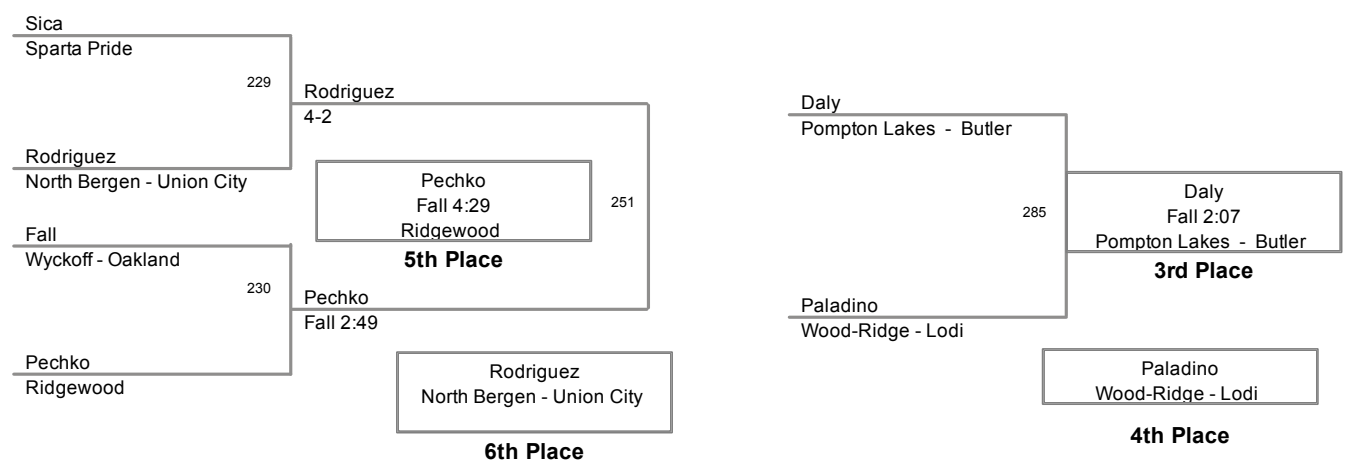 Sica
Sparta Pride
229
Rodriguez
4-2
Rodriguez
North Bergen - Union City
Pechko
Fall 4:29
Ridgewood
5th Place
251
Fall
Wyckoff - Oakland
230
Pechko
Fall 2:49
Pechko
Ridgewood
Rodriguez
North Bergen - Union City
6th Place
Daly
Pompton Lakes - Butler
285
Daly
Fall 2:07
Pompton Lakes - Butler
3rd Place
Paladino
Wood-Ridge - Lodi
Paladino
Wood-Ridge - Lodi
4th Place